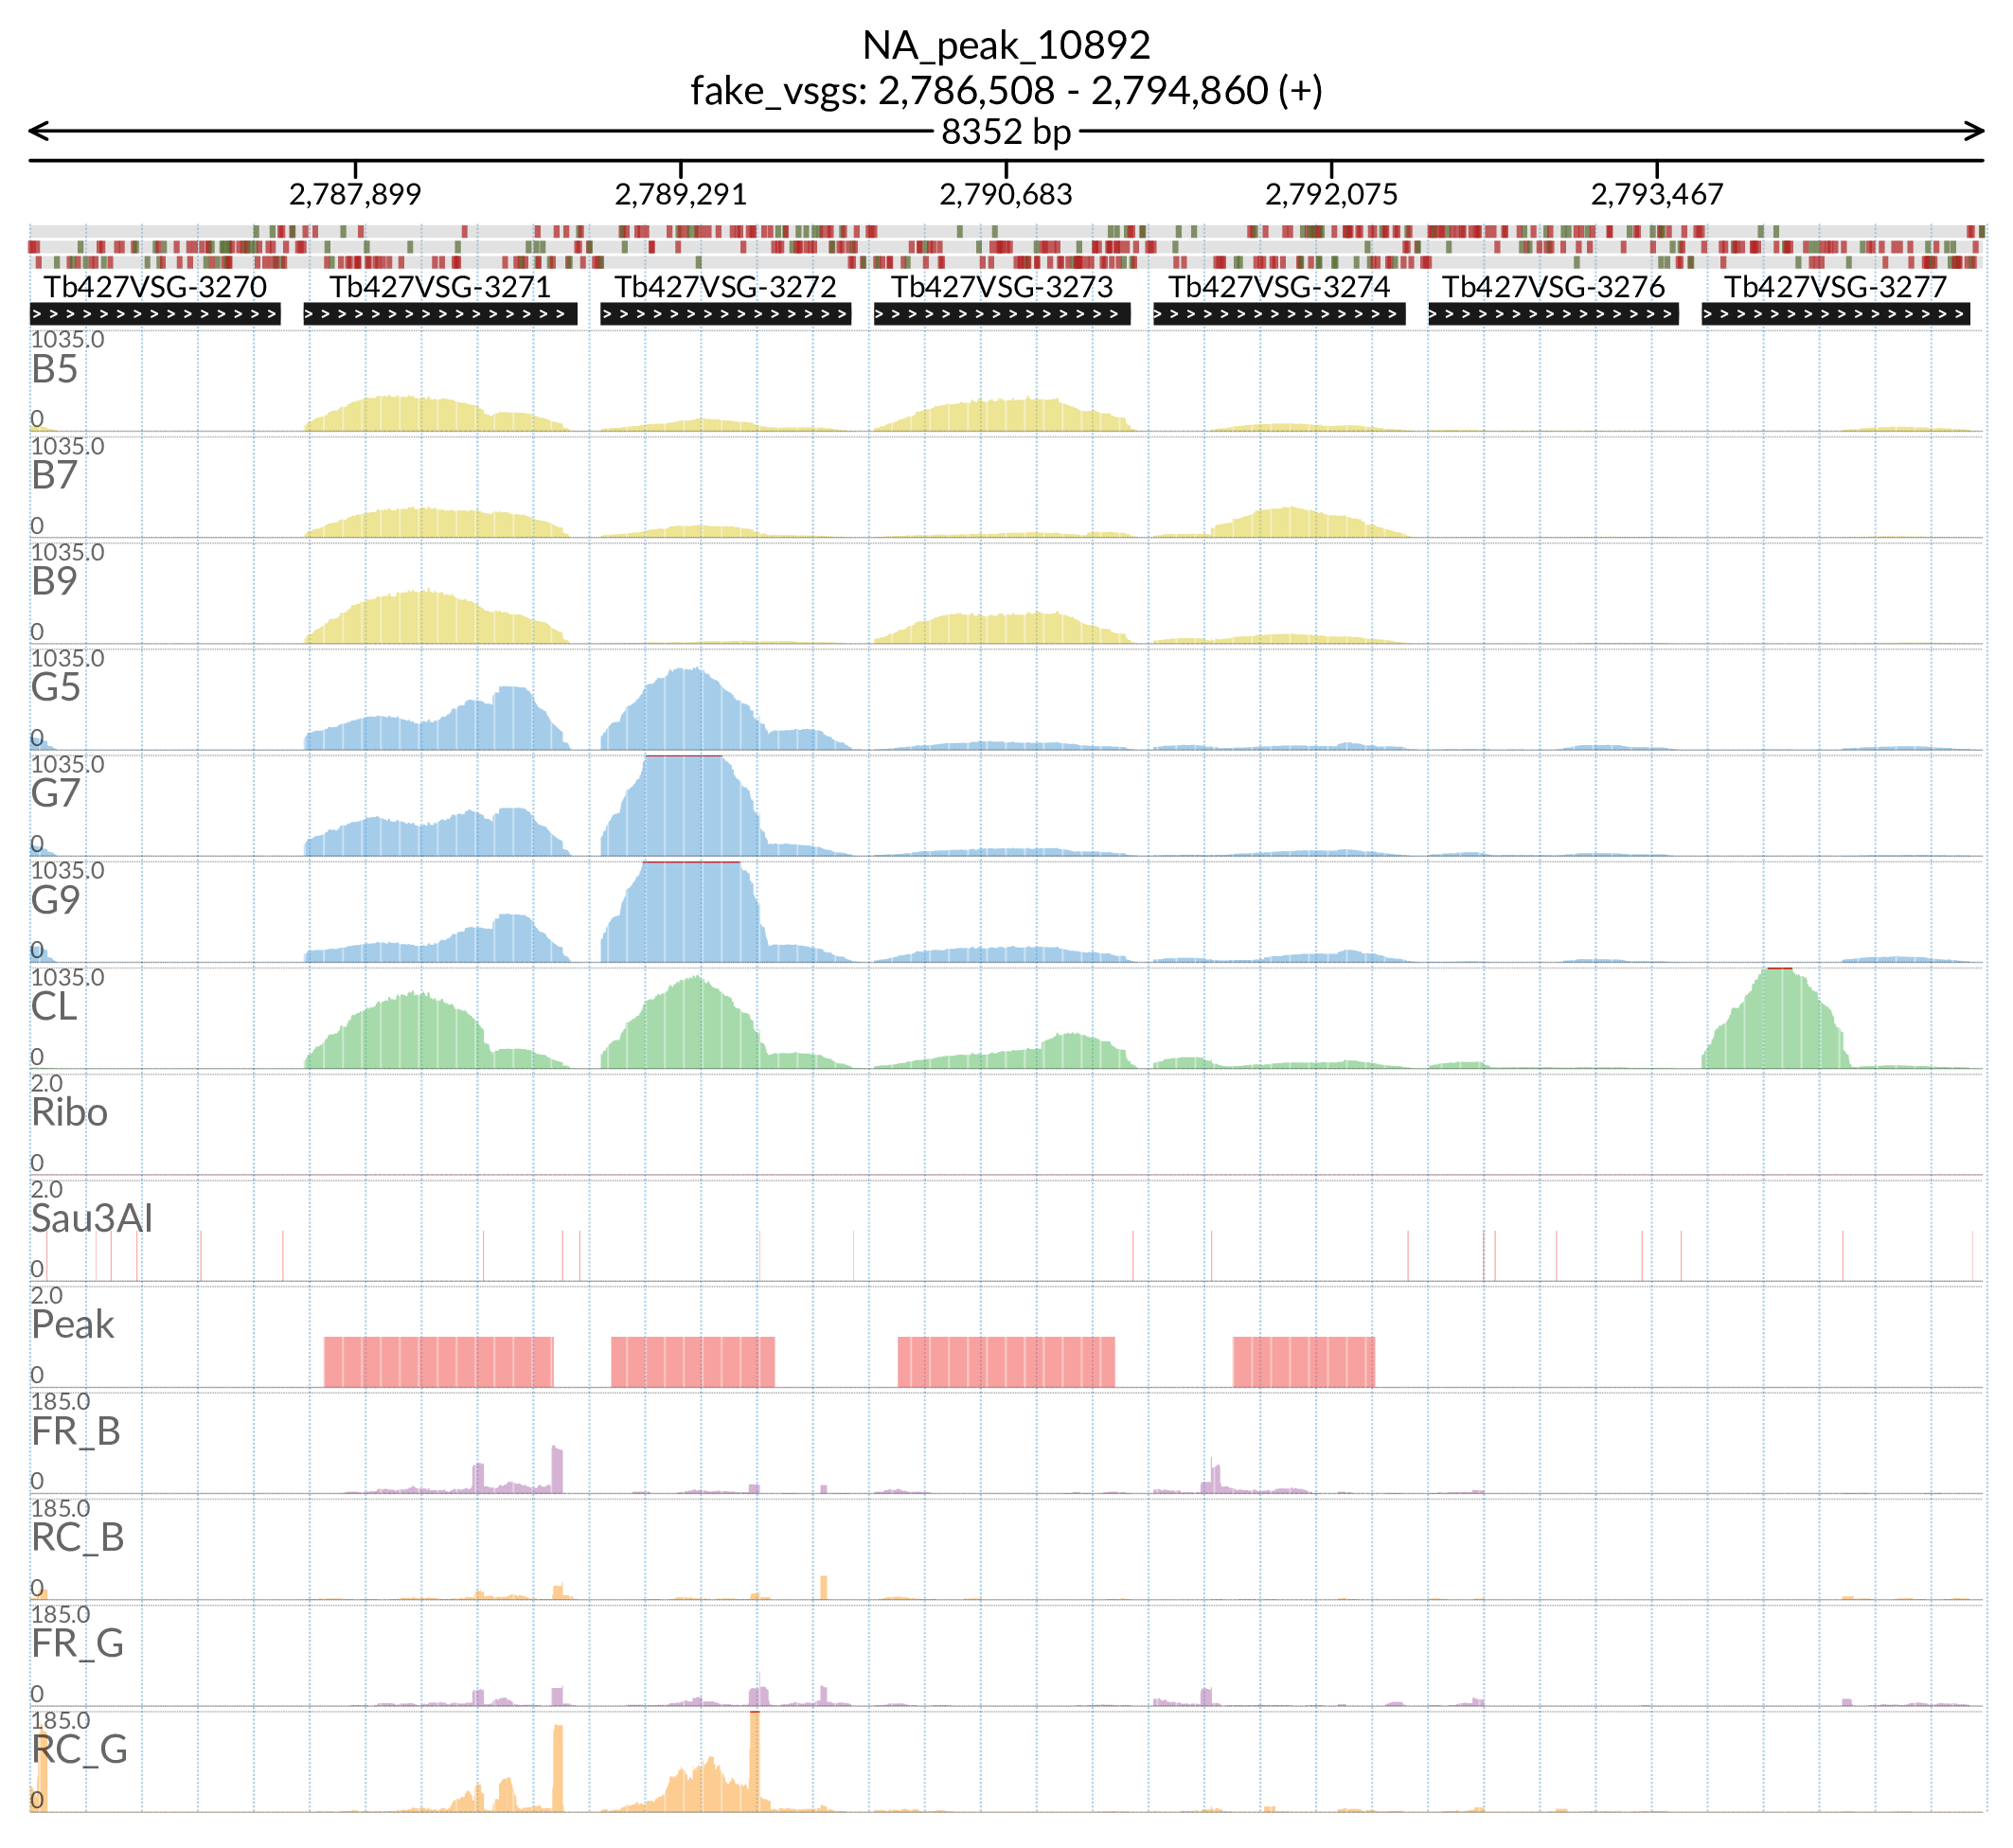 NA_peak_10892
fake_vsgs: 2,786,508 - 2,794,860 (+)
8352 bp
2,787,899 2,789,291 2,790,683 2,792,075 2,793,467
Tb427VSG-3270 Tb427VSG-3271 Tb427VSG-3272 Tb427VSG-3273 Tb427VSG-3274 Tb427VSG-3276 Tb427VSG-3277
1035.0
B5
0
1035.0
B7
0
1035.0
B9
0
1035.0
G5
0
1035.0
G7
0
1035.0
G9
0
1035.0
CL
0
2.0
Ribo
0
2.0
Sau3AI
0
2.0
Peak
0
185.0
FR_B
0
185.0
RC_B
0
185.0
FR_G
0
185.0
RC_G
0